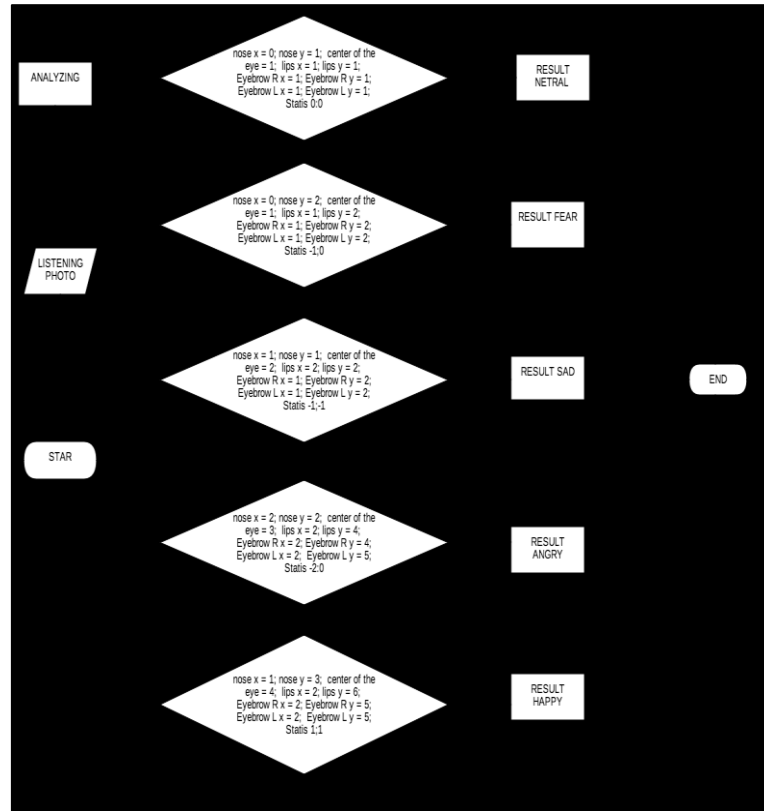 ANALYZING
nose x = 0; nose y = 1;  center of the
eye = 1;  lips x = 1; lips y = 1;
Eyebrow R x = 1; Eyebrow R y = 1;
Eyebrow L x = 1; Eyebrow L y = 1;
Statis 0:0
RESULT
NETRAL
nose x = 0; nose y = 2;  center of the
eye = 1;  lips x = 1; lips y = 2;
Eyebrow R x = 1; Eyebrow R y = 2;
Eyebrow L x = 1; Eyebrow L y = 2;
Statis -1;0
RESULT FEAR
LISTENING
PHOTO
nose x = 1; nose y = 1;  center of the
eye = 2;  lips x = 2; lips y = 2;
Eyebrow R x = 1; Eyebrow R y = 2;
Eyebrow L x = 1; Eyebrow L y = 2;
Statis -1;-1
RESULT SAD
END
STAR
nose x = 2; nose y = 2;  center of the
eye = 3;  lips x = 2; lips y = 4;
Eyebrow R x = 2; Eyebrow R y = 4;
Eyebrow L x = 2;  Eyebrow L y = 5;
Statis -2:0
RESULT
ANGRY
nose x = 1; nose y = 3;  center of the
eye = 4;  lips x = 2; lips y = 6;
Eyebrow R x = 2; Eyebrow R y = 5;
Eyebrow L x = 2;  Eyebrow L y = 5;
Statis 1;1
RESULT
HAPPY